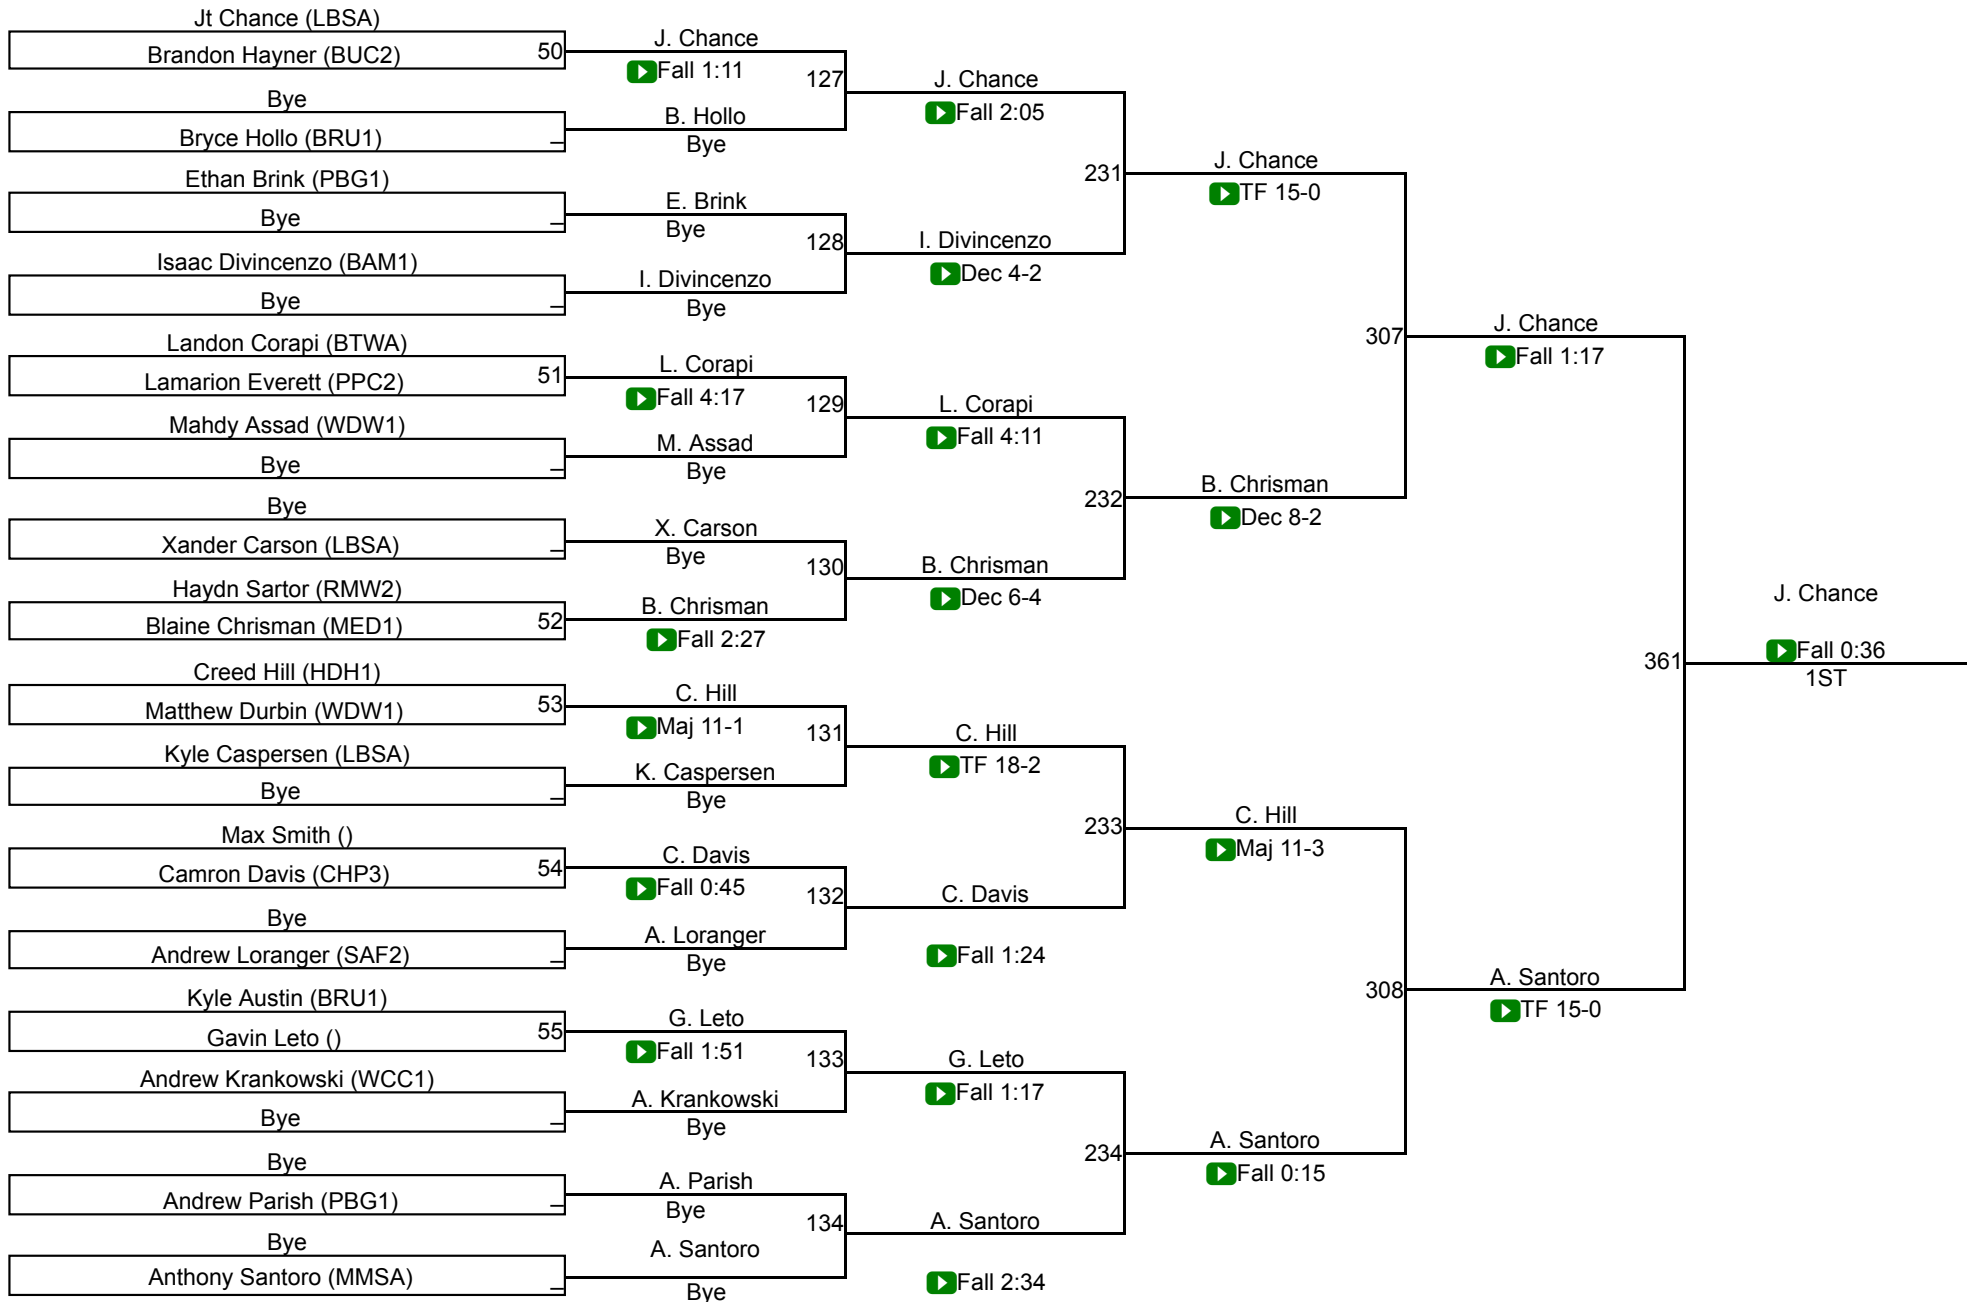 Jt Chance (LBSA)
Brandon Hayner (BUC2) 50
Bye
Bryce Hollo (BRU1)
Ethan Brink (PBG1)
Bye
Isaac Divincenzo (BAM1)
Bye
Landon Corapi (BTWA)
Lamarion Everett (PPC2) 51
Mahdy Assad (WDW1)
Bye
Bye
Xander Carson (LBSA)
Haydn Sartor (RMW2)
Blaine Chrisman (MED1) 52
Creed Hill (HDH1)
Matthew Durbin (WDW1) 53
Kyle Caspersen (LBSA)
Bye
Max Smith ()
Camron Davis (CHP3) 54
Bye
Andrew Loranger (SAF2)
Kyle Austin (BRU1)
Gavin Leto () 55
Andrew Krankowski (WCC1)
Bye
Bye
Andrew Parish (PBG1)
Bye
Anthony Santoro (MMSA)
J. Chance
Fall 1:11
127
B. Hollo
Bye
E. Brink
Bye
128
I. Divincenzo
Bye
L. Corapi
Fall 4:17
129
M. Assad
Bye
X. Carson
Bye
130
B. Chrisman
Fall 2:27
C. Hill
Maj 11-1
131
K. Caspersen
Bye
C. Davis
Fall 0:45
132
A. Loranger
Bye
G. Leto
Fall 1:51
133
A. Krankowski
Bye
A. Parish
Bye
134
A. Santoro
Bye
J. Chance
Fall 2:05
231
I. Divincenzo
Dec 4-2
L. Corapi
Fall 4:11
232
B. Chrisman
Dec 6-4
C. Hill
TF 18-2
233
C. Davis
Fall 1:24
G. Leto
Fall 1:17
234
A. Santoro
Fall 2:34
J. Chance
TF 15-0
307
B. Chrisman
Dec 8-2
C. Hill
Maj 11-3
308
A. Santoro
Fall 0:15
J. Chance
Fall 1:17
361
A. Santoro
TF 15-0
J. Chance
Fall 0:36
1ST